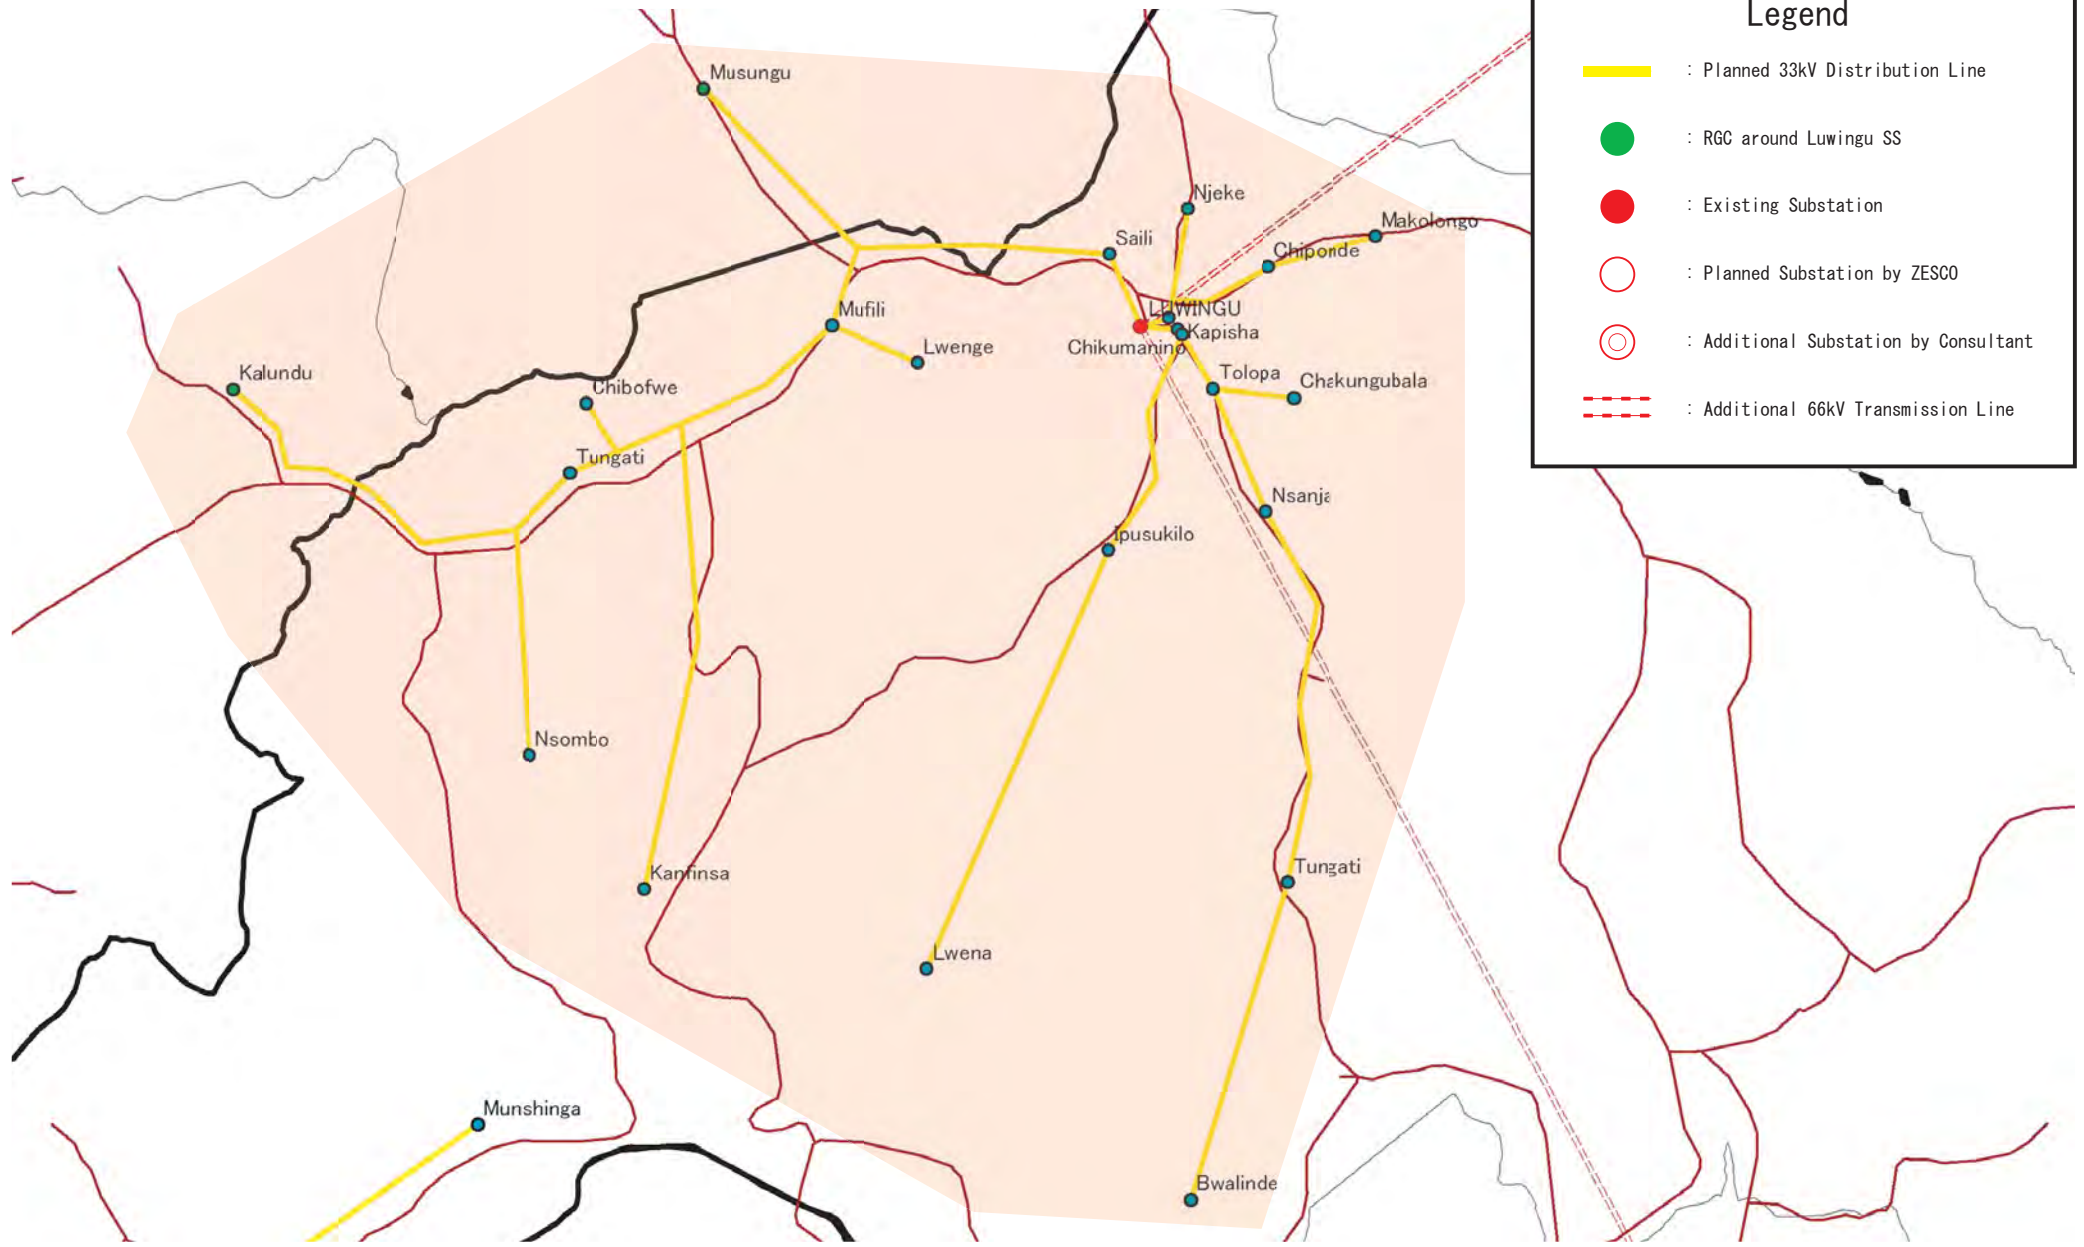 Legend
: Planned 33kV Distribution Line
: RGC around Luwingu SS
: Existing Substation
: Planned Substation by ZESCO
: Additional Substation by Consultant
: Additional 66kV Transmission Line
Musungu
Njeke
Makolongo
Saili
Chiponde
Mufili
LUWINGU
Kapisha
Lwenge
Chikumanino
Kalundu
Chibofwe
Tolopa
Chakungubala
Tungati
Nsanja
Ipusukilo
Nsombo
Kanfinsa
Tungati
Lwena
Munshinga
Bwalinde